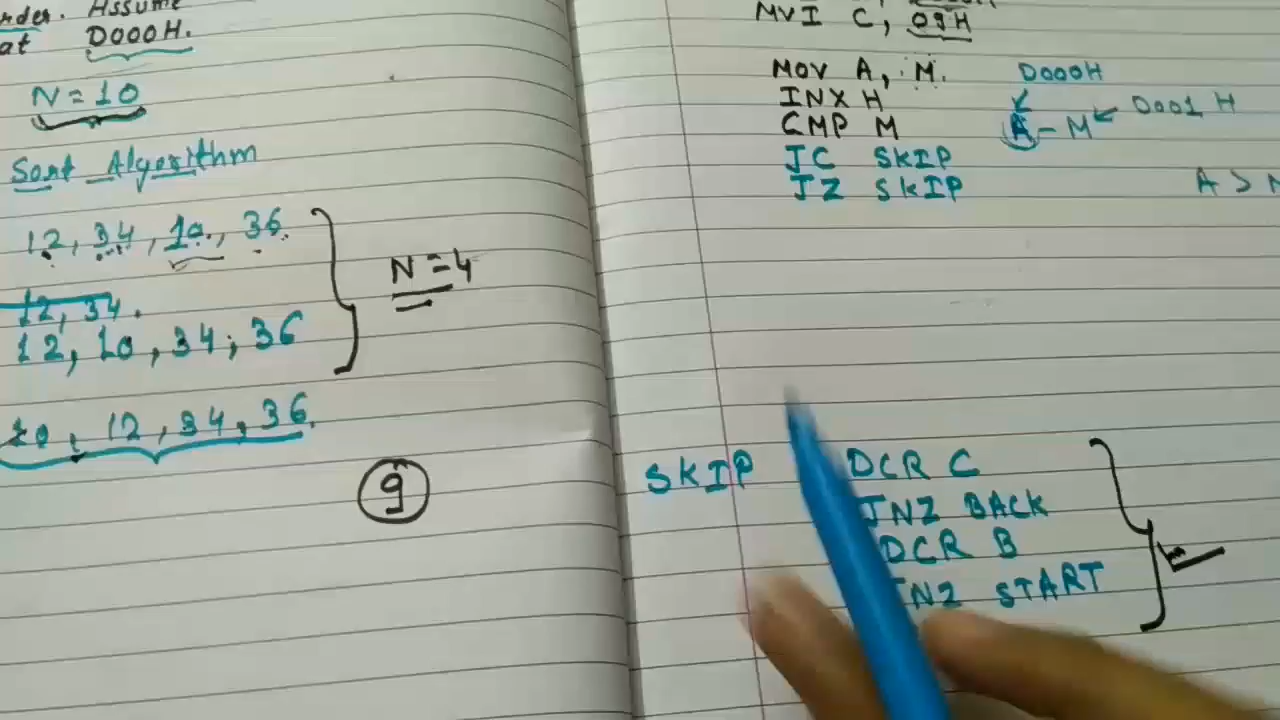 order. Assume
at D000H.
N = 10
Sort Algorithm
12, 34, 10, 36.
N = 4
12, 34.
12, 10, 34, 36
10, 12, 34, 36.
9
MVI C, 09H
MOV A, M. D000H
INX H
CMP M A - M 0001 H
JC SKIP
JZ SKIP A >
SKIP DCR C
JNZ BACK
DCR B
JNZ START